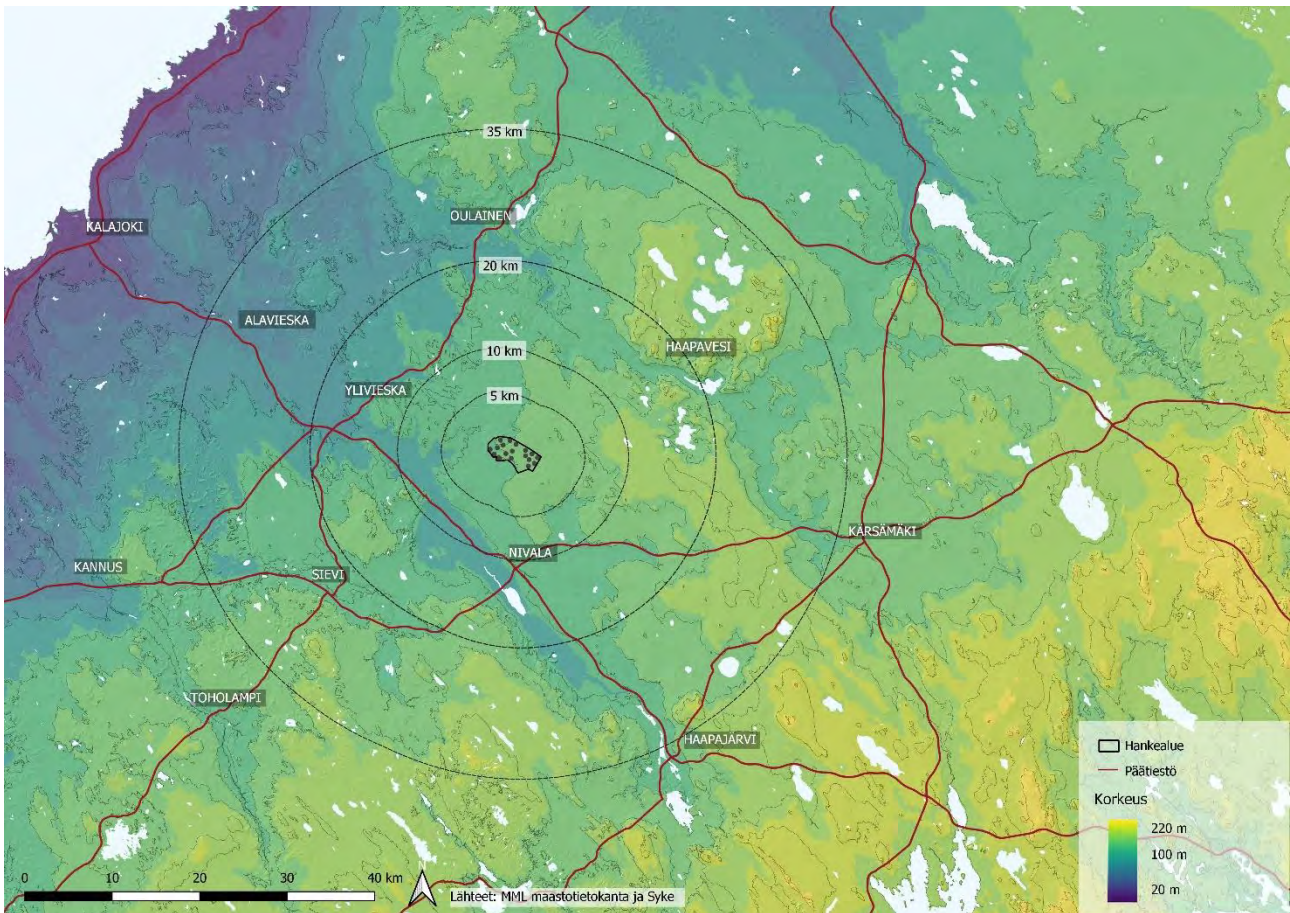 35 km
OULAINEN
KALAJOKI
20 km
ALAVIESKA
HAAPAVESI
10 km
YLIVIESKA
5 km
KÄRSÄMÄKI
NIVALA
KANNUS
SIEVI
TOHOLAMPI
HAAPAJÄRVI
Hankealue
Päätiestö
Korkeus
220 m
100 m
20 m
0 10 20 30 40 km
Lähteet: MML maastotietokanta ja Syke